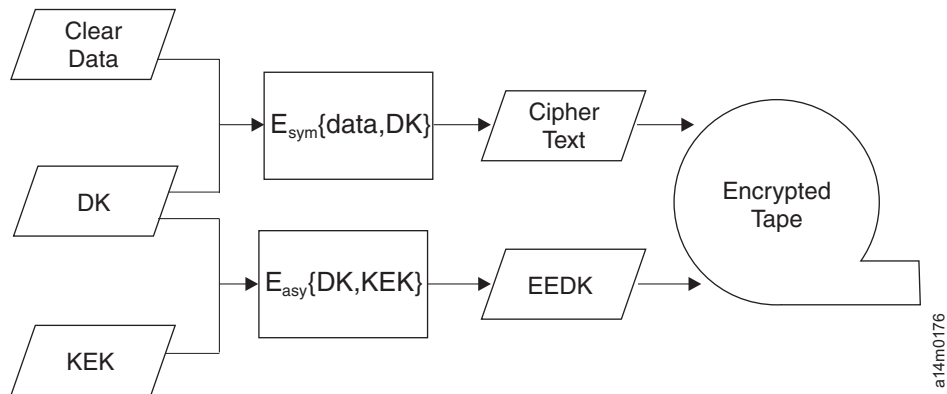 Clear
Data
E_sym{data,DK}
Cipher
Text
DK
Encrypted
Tape
E_asy{DK,KEK}
EEDK
KEK
a14m0176